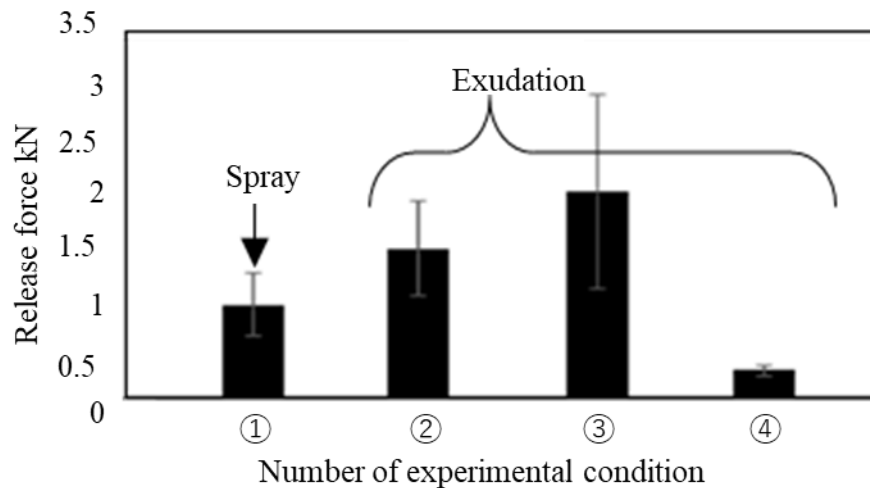 3.5
3
2.5
2
1.5
1
0.5
0
Release force kN
Exudation
Spray
① ② ③ ④
Number of experimental condition